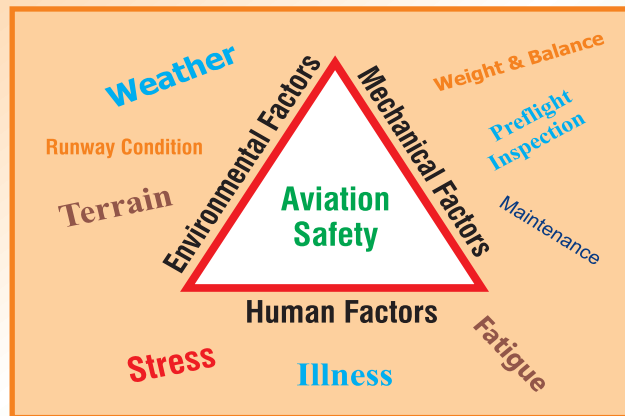 Weather
Runway Condition
Terrain
Environmental Factors
Mechanical Factors
Weight & Balance
Preflight
Inspection
Maintenance
Aviation
Safety
Human Factors
Stress
Illness
Fatigue